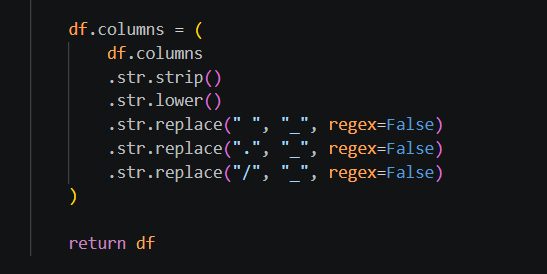 df.columns = (
    df.columns
    .str.strip()
    .str.lower()
    .str.replace(" ", "_", regex=False)
    .str.replace(".", "_", regex=False)
    .str.replace("/", "_", regex=False)
)
return df